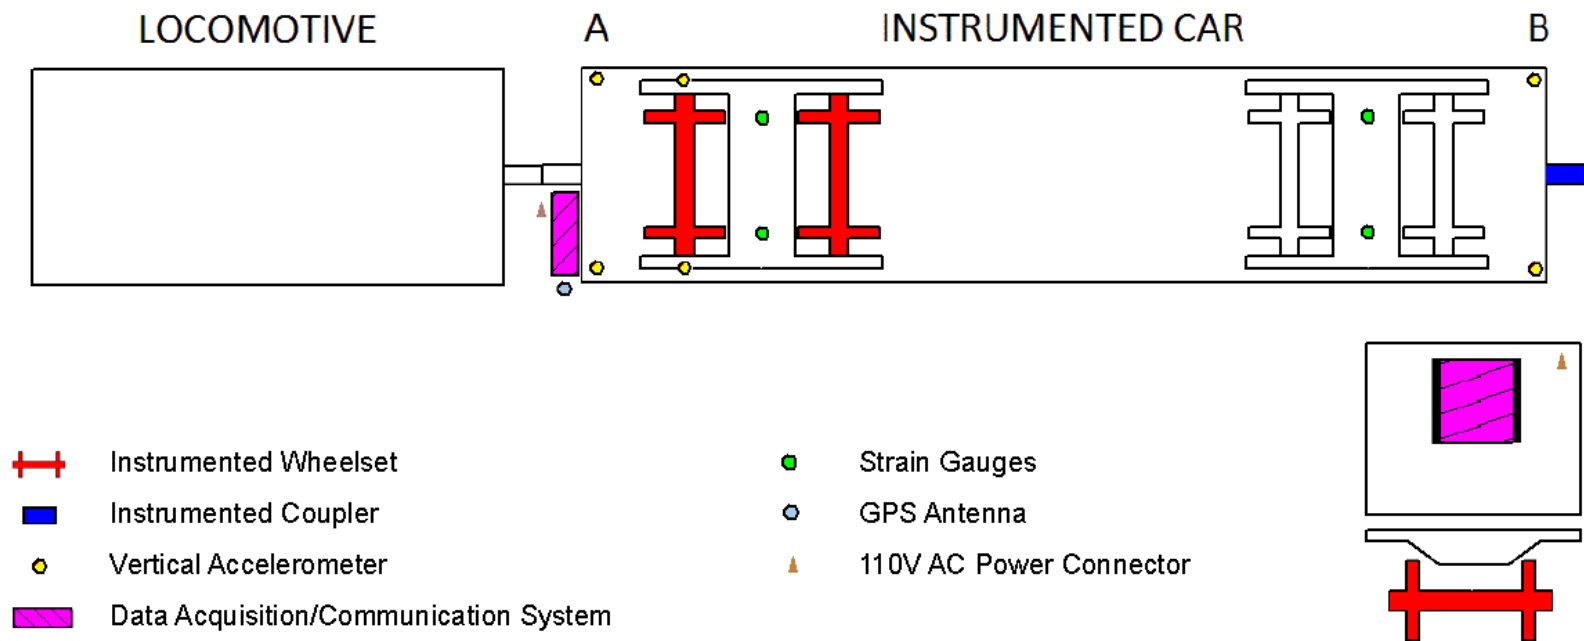 LOCOMOTIVE A INSTRUMENTED CAR B
Instrumented Wheelset
Instrumented Coupler
Vertical Accelerometer
Data Acquisition/Communication System
Strain Gauges
GPS Antenna
110V AC Power Connector